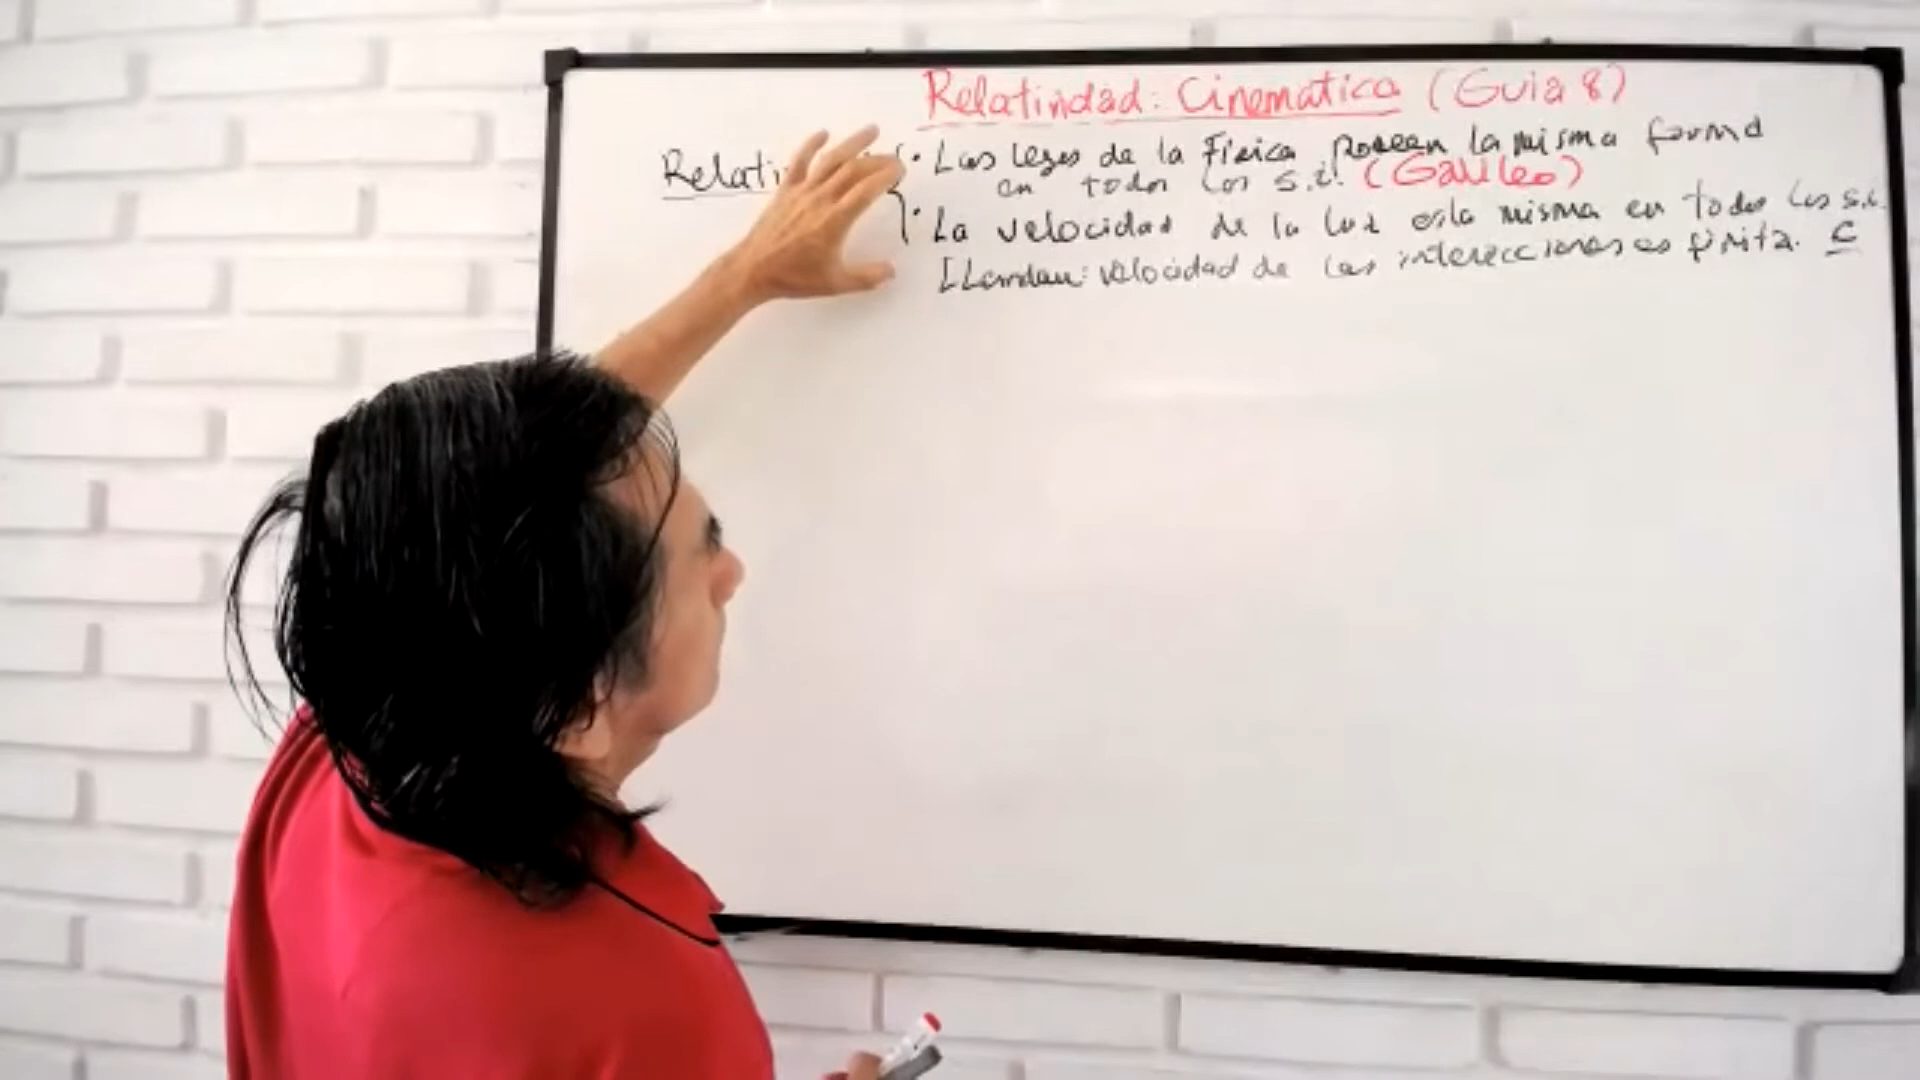 Relatividad: Cinematica (Guia 8)
Relati
• Las leyes de la Fisica poseen la misma forma
en todos los s.i. (Galileo)
• La velocidad de la luz es la misma en todos los s.i.
[Landau: velocidad de las interacciones es finita. c